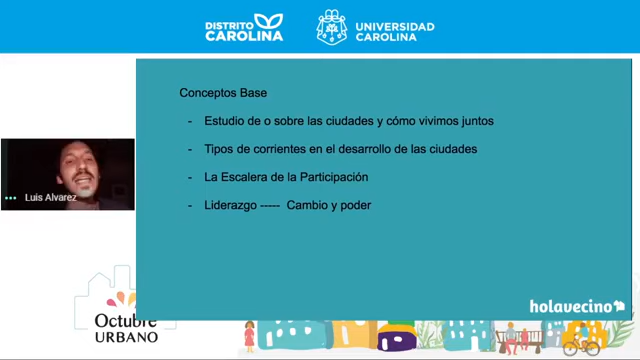 DISTRITO
CAROLINA
UNIVERSIDAD
CAROLINA
Conceptos Base
- Estudio de o sobre las ciudades y cómo vivimos juntos
- Tipos de corrientes en el desarrollo de las ciudades
- La Escalera de la Participación
- Liderazgo ----- Cambio y poder
Luis Alvarez
holavecino
Octubre
URBANO